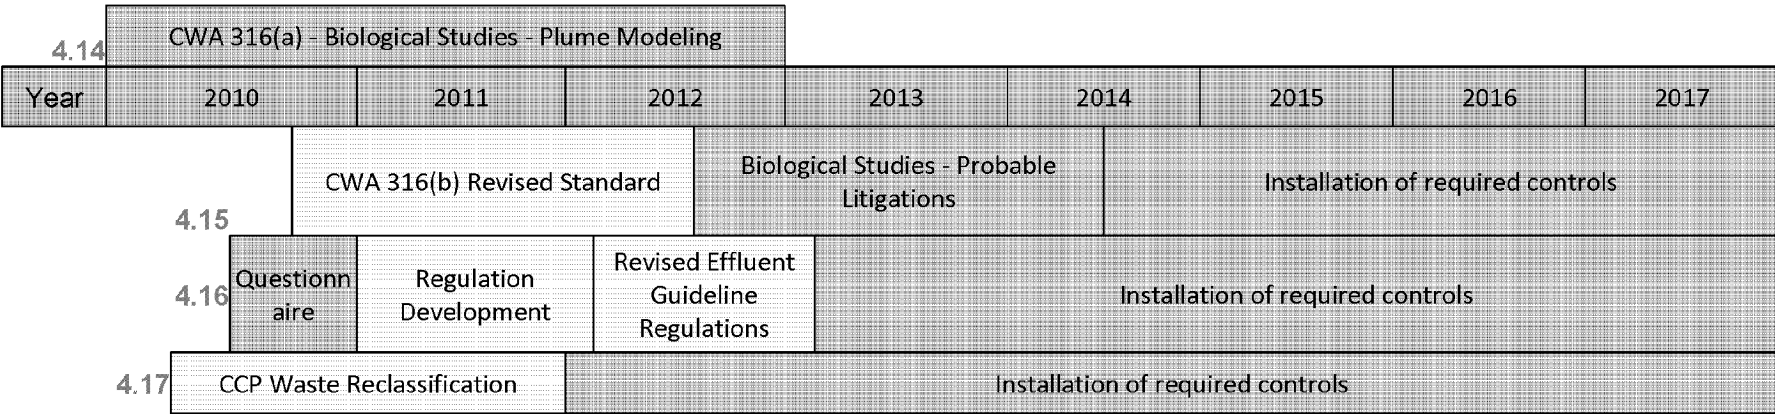 4.14
CWA 316(a) - Biological Studies - Plume Modeling
Year 2010 2011 2012 2013 2014 2015 2016 2017
4.15
CWA 316(b) Revised Standard
Biological Studies - Probable
Litigations
Installation of required controls
4.16
Questionn
aire
Regulation
Development
Revised Effluent
Guideline
Regulations
Installation of required controls
4.17
CCP Waste Reclassification
Installation of required controls